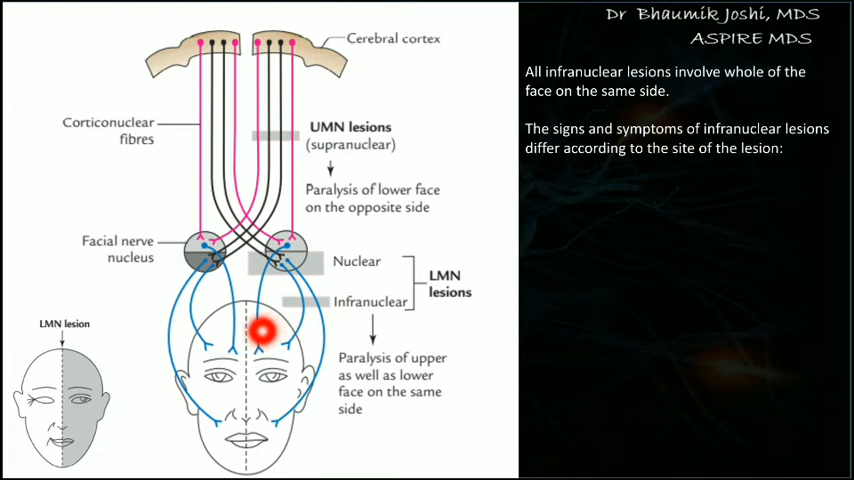 Dr Bhaumik Joshi, MDS
ASPIRE MDS
All infranuclear lesions involve whole of the
face on the same side.
The signs and symptoms of infranuclear lesions
differ according to the site of the lesion:
Cerebral cortex
Corticonuclear
fibres
UMN lesions
(supranuclear)
Paralysis of lower face
on the opposite side
Facial nerve
nucleus
Nuclear
LMN
lesions
Infranuclear
LMN lesion
Paralysis of upper
as well as lower
face on the same
side